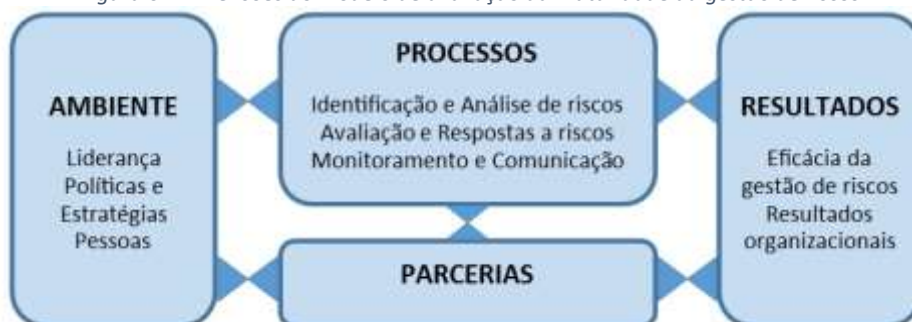 AMBIENTE
Liderança
Políticas e
Estratégias
Pessoas
PROCESSOS
Identificação e Análise de riscos
Avaliação e Respostas a riscos
Monitoramento e Comunicação
PARCERIAS
RESULTADOS
Eficácia da
gestão de riscos
Resultados
organizacionais